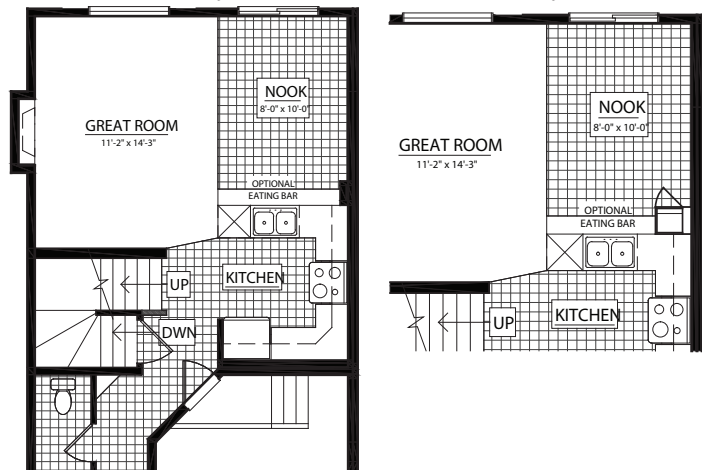 NOOK
8'-0" x 10'-0"
GREAT ROOM
11'-2" x 14'-3"
OPTIONAL
EATING BAR
UP
KITCHEN
DWN
NOOK
8'-0" x 10'-0"
GREAT ROOM
11'-2" x 14'-3"
OPTIONAL
EATING BAR
UP
KITCHEN